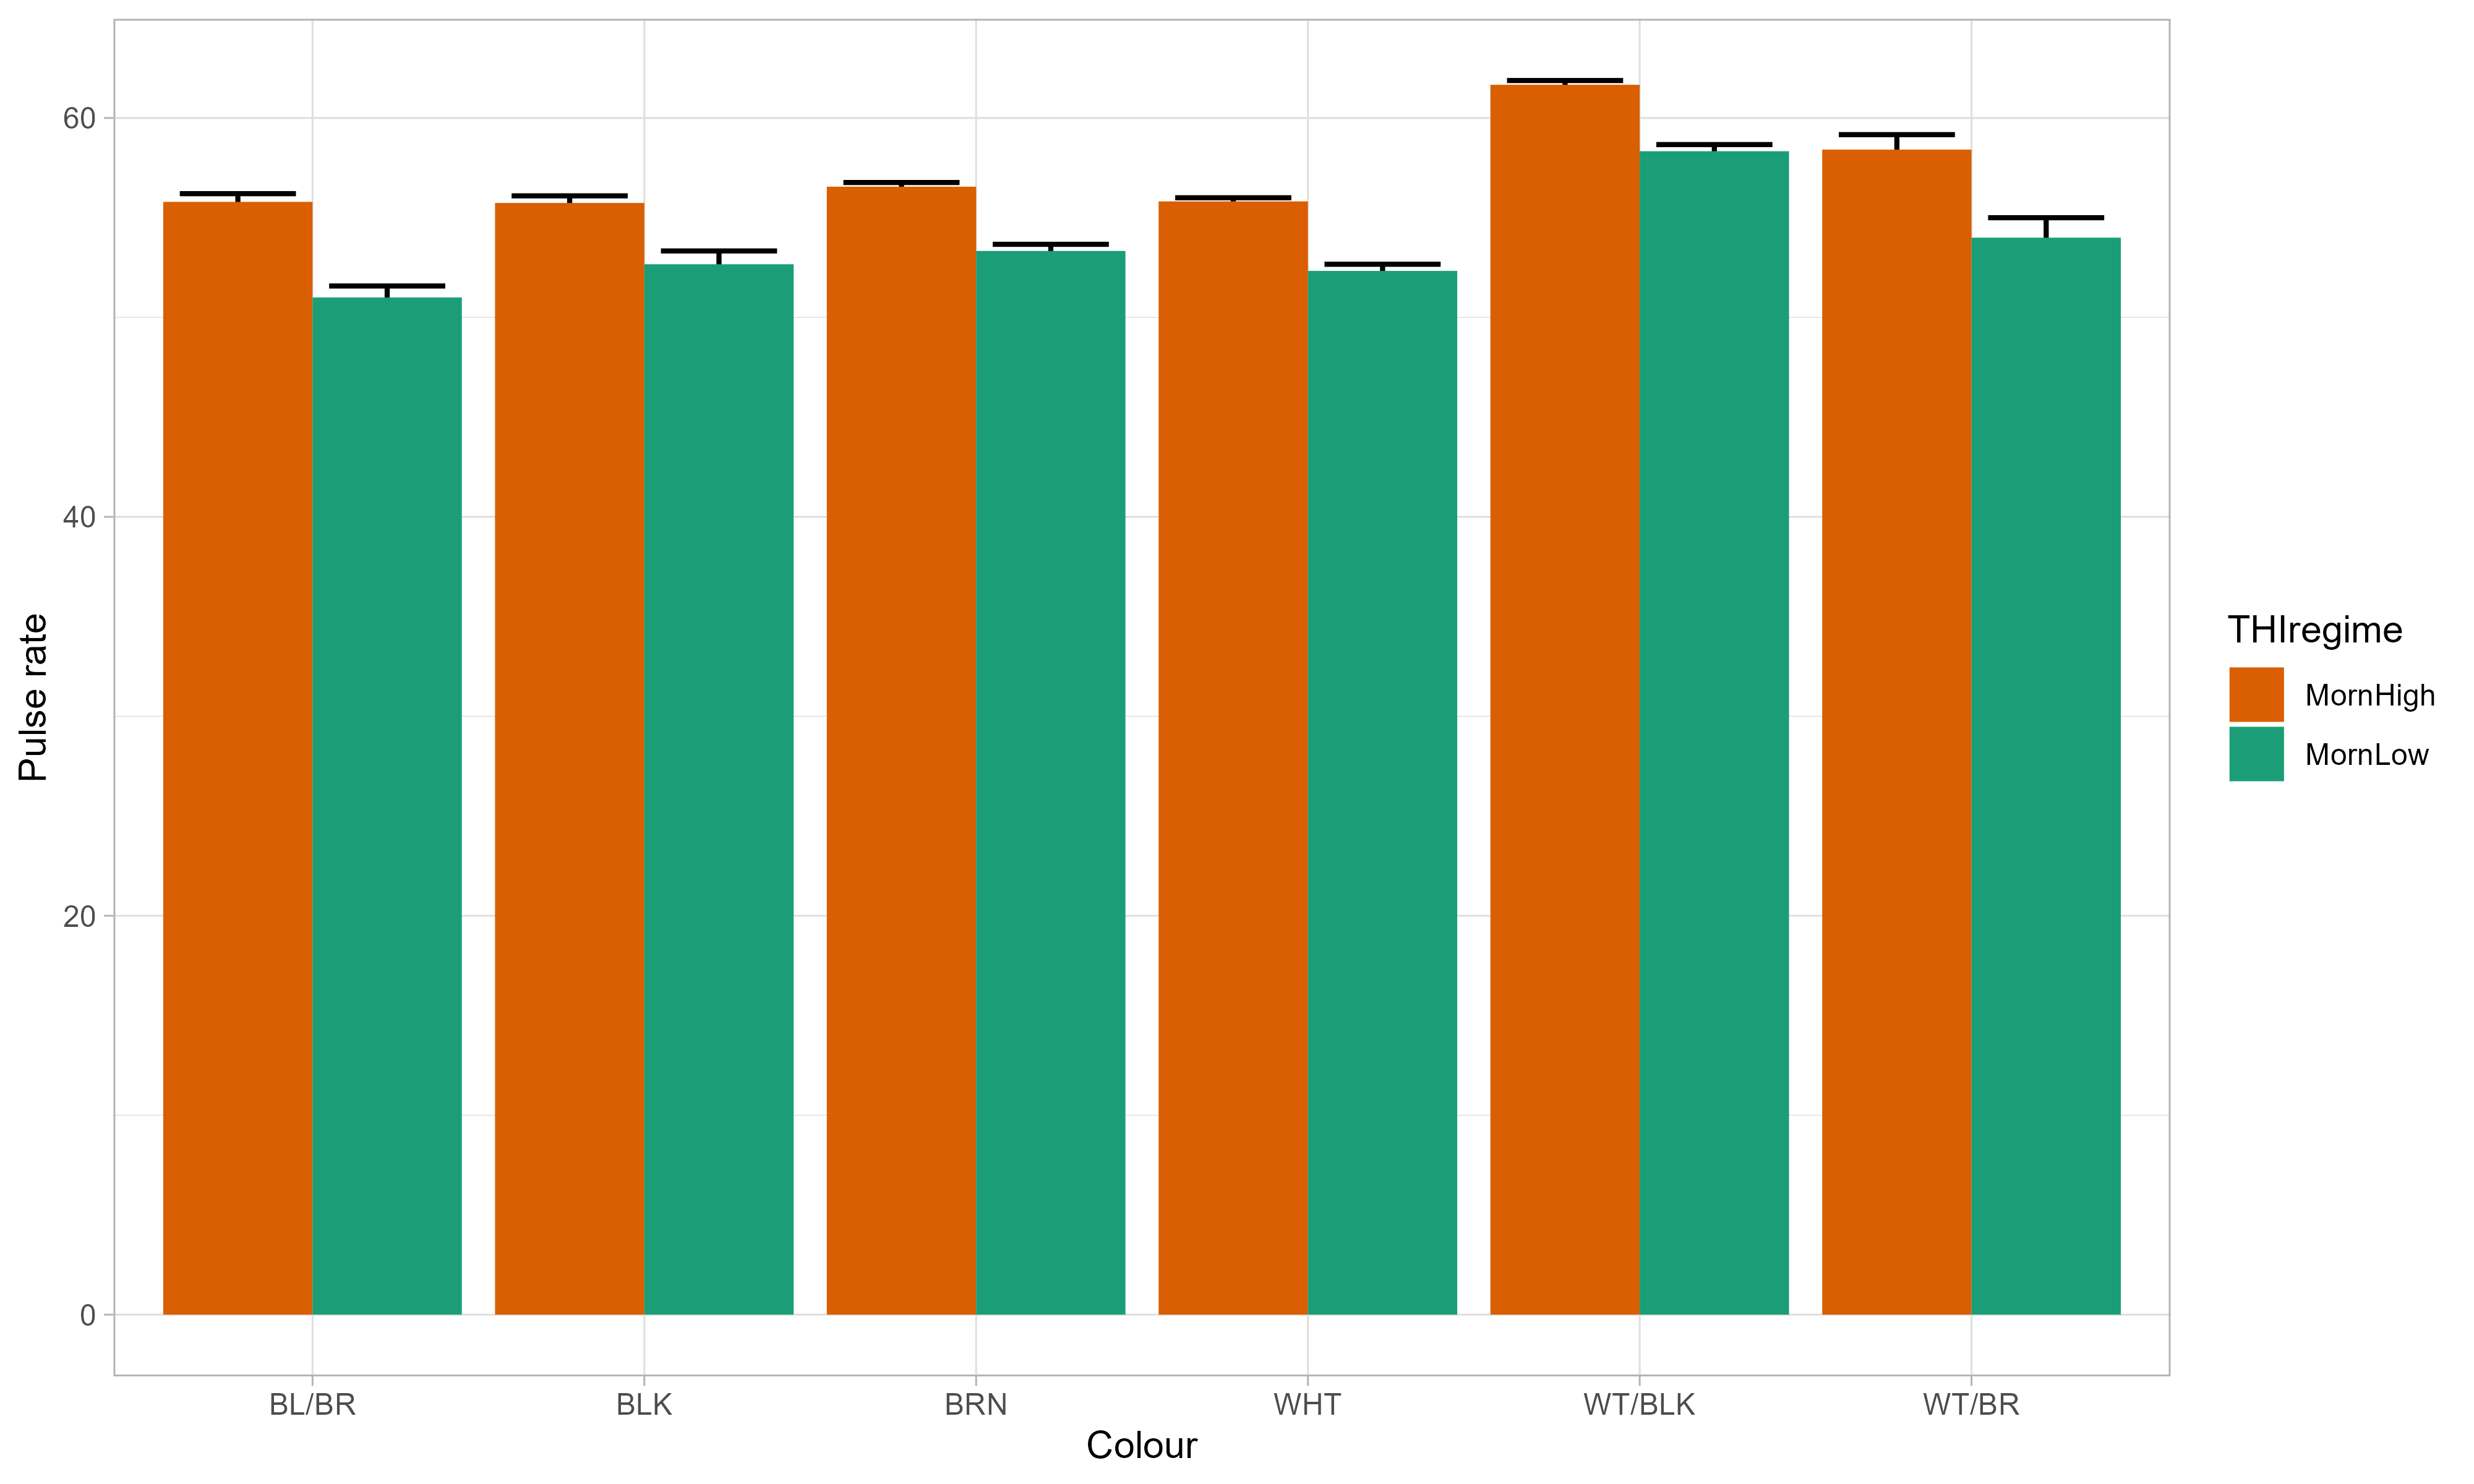 60
40
20
0
Pulse rate
BL/BR BLK BRN WHT WT/BLK WT/BR
Colour
THIregime
MornHigh
MornLow